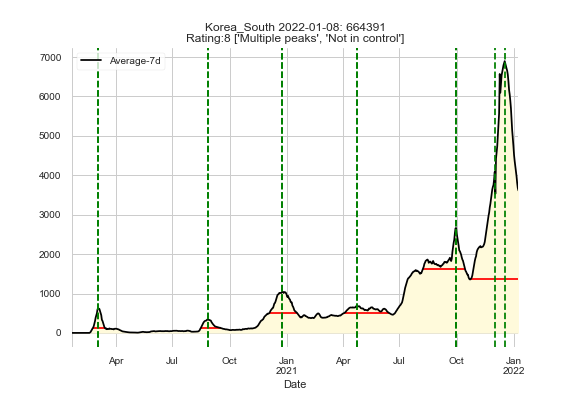 Korea_South 2022-01-08: 664391
Rating:8 ['Multiple peaks', 'Not in control']
Average-7d
7000
6000
5000
4000
3000
2000
1000
0
Apr
Jul
Oct
Jan
2021
Apr
Jul
Oct
Jan
2022
Date